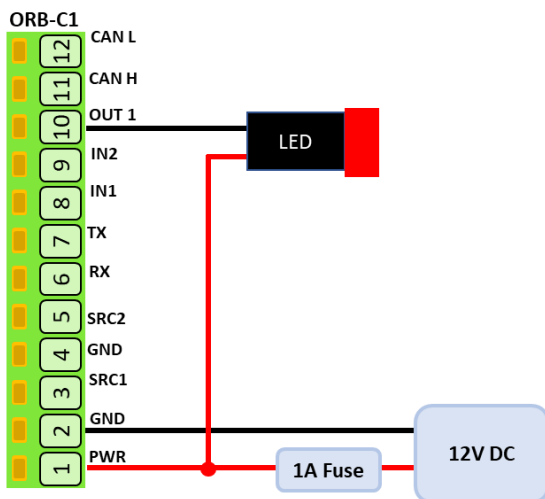 ORB-C1
12 CAN L
11 CAN H
10 OUT 1
LED
9 IN2
8 IN1
7 TX
6 RX
5 SRC2
4 GND
3 SRC1
2 GND
1 PWR
1A Fuse
12V DC